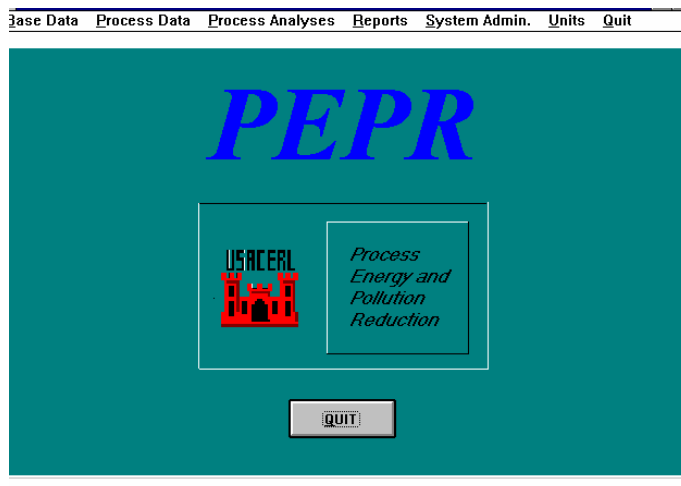 Base Data Process Data Process Analyses Reports System Admin. Units Quit
PEPR
USACERL
Process
Energy and
Pollution
Reduction
QUIT